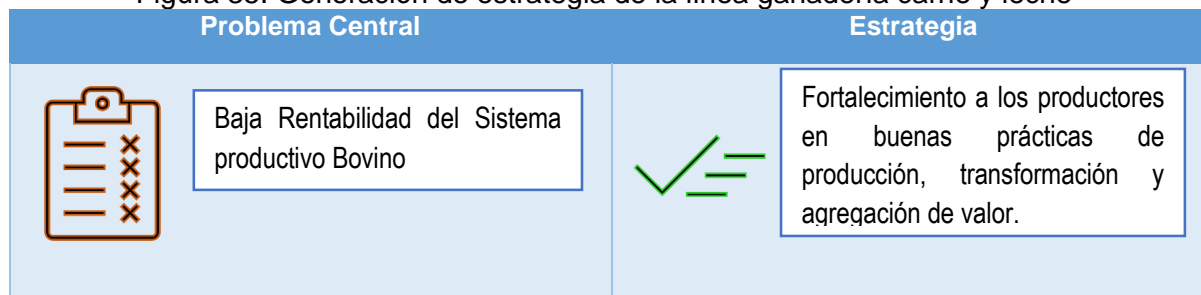 Problema Central
Estrategia
Baja Rentabilidad del Sistema
productivo Bovino
Fortalecimiento a los productores
en buenas prácticas de
producción, transformación y
agregación de valor.